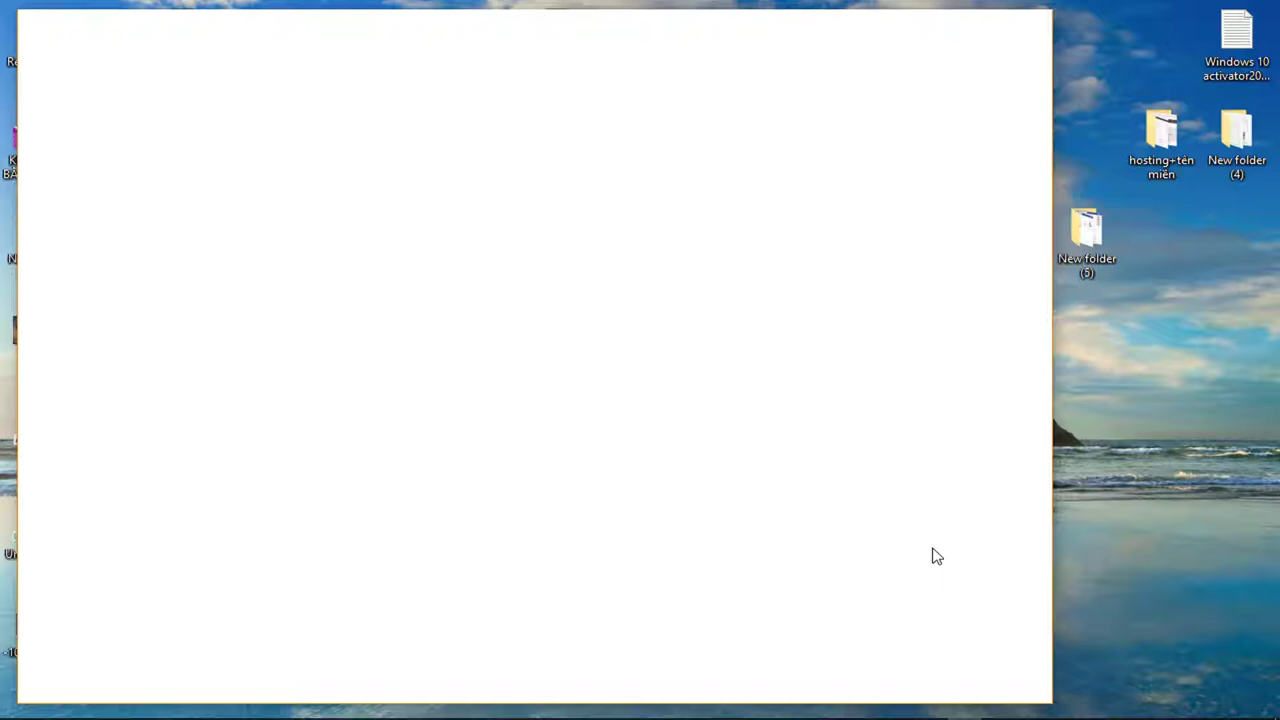 Windows 10
activator20...
hosting+tên
miền
New folder
(4)
New folder
(5)